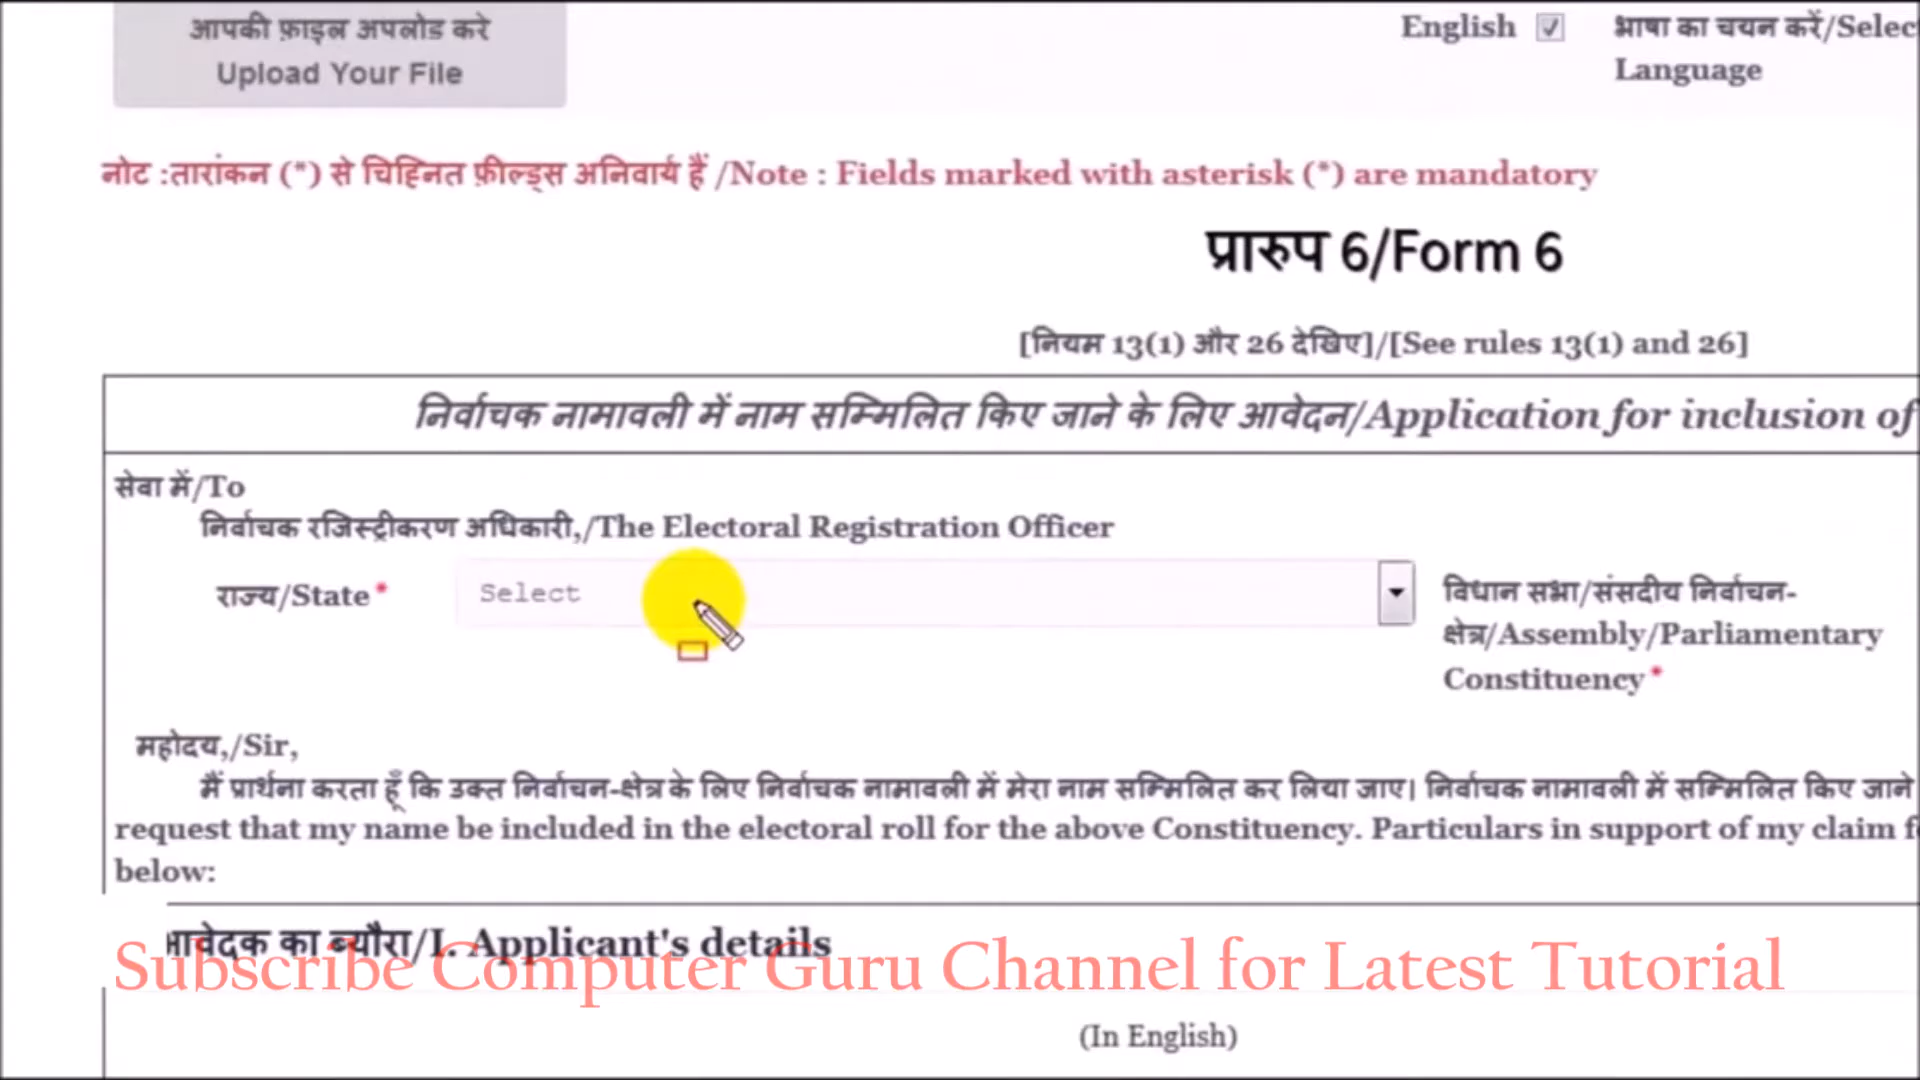 आपकी फ़ाइल अपलोड करे
Upload Your File
English
भाषा का चयन करें/Select
Language
नोट :तारांकन (*) से चिह्नित फ़ील्ड्स अनिवार्य हैं /Note : Fields marked with asterisk (*) are mandatory
प्रारुप 6/Form 6
[नियम 13(1) और 26 देखिए]/[See rules 13(1) and 26]
निर्वाचक नामावली में नाम सम्मिलित किए जाने के लिए आवेदन/Application for inclusion of
सेवा में/To
निर्वाचक रजिस्ट्रीकरण अधिकारी,/The Electoral Registration Officer
राज्य/State*
Select
विधान सभा/संसदीय निर्वाचन-
क्षेत्र/Assembly/Parliamentary
Constituency*
महोदय,/Sir,
मैं प्रार्थना करता हूँ कि उक्त निर्वाचन-क्षेत्र के लिए निर्वाचक नामावली में मेरा नाम सम्मिलित कर लिया जाए। निर्वाचक नामावली में सम्मिलित किए जाने
request that my name be included in the electoral roll for the above Constituency. Particulars in support of my claim
below:
आवेदक का ब्यौरा/I. Applicant's details
Subscribe Computer Guru Channel for Latest Tutorial
(In English)